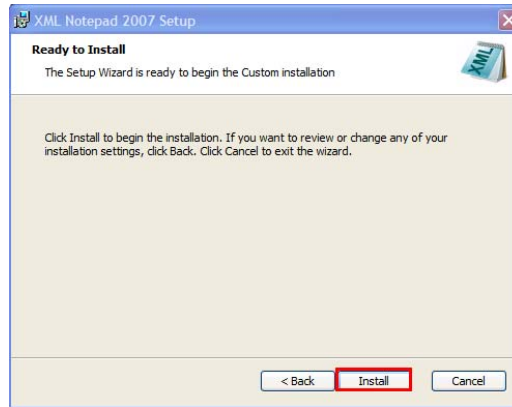 XML Notepad 2007 Setup
Ready to Install
The Setup Wizard is ready to begin the Custom installation
XML
Click Install to begin the installation. If you want to review or change any of your
installation settings, click Back. Click Cancel to exit the wizard.
< Back Install Cancel